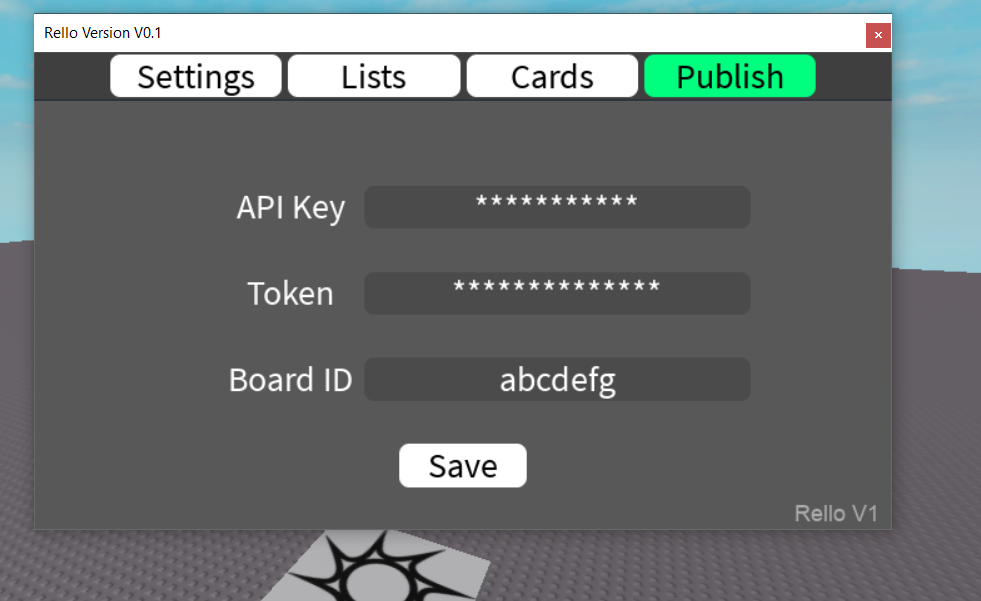 Rello Version V0.1
×
Settings Lists Cards Publish
API Key ***********
Token **************
Board ID abcdefg
Save
Rello V1